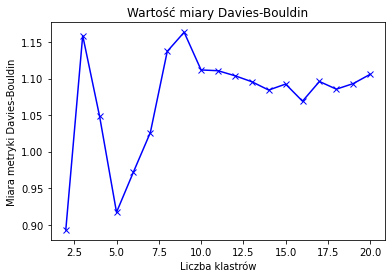 Wartość miary Davies-Bouldin
Miara metryki Davies-Bouldin
1.15
1.10
1.05
1.00
0.95
0.90
2.5 5.0 7.5 10.0 12.5 15.0 17.5 20.0
Liczba klastrów